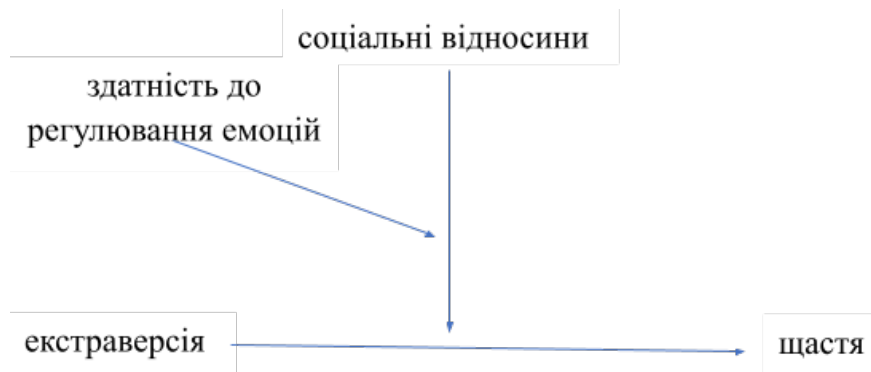 соціальні відносини
здатність до
регулювання емоцій
екстраверсія
щастя